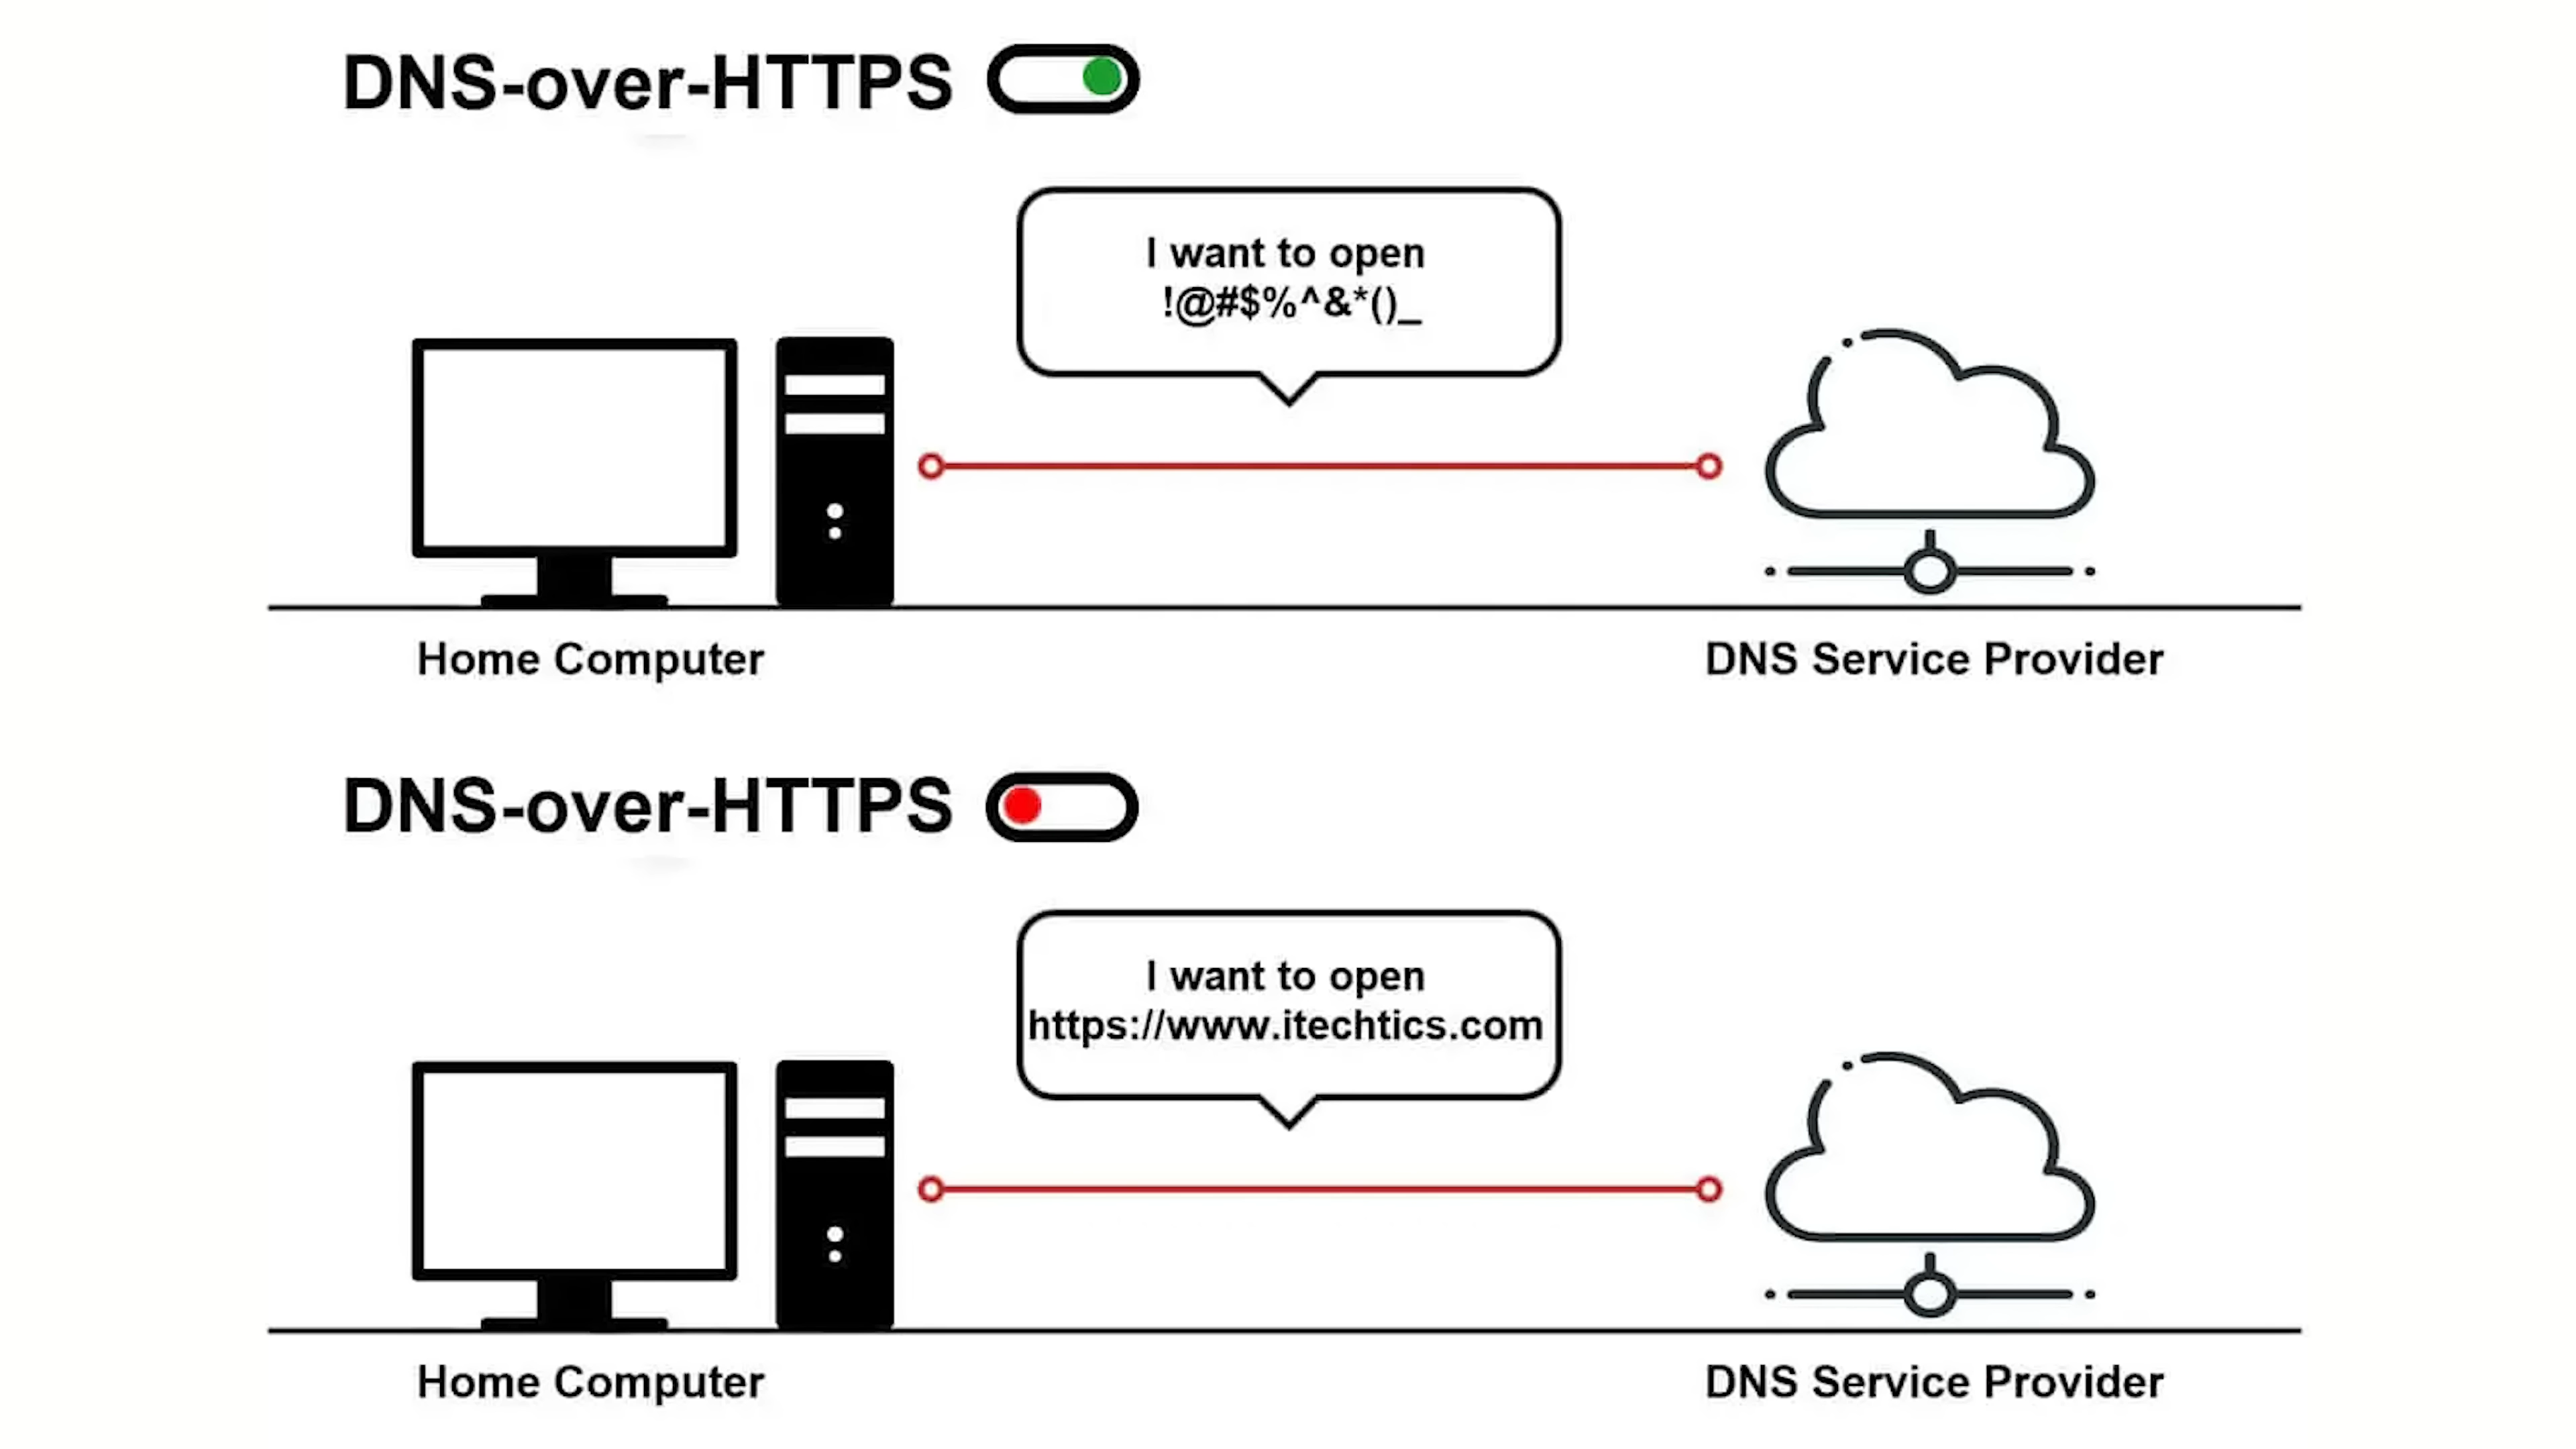 DNS-over-HTTPS
I want to open
!@#$%^&*()_
Home Computer
DNS Service Provider
DNS-over-HTTPS
I want to open
https://www.itechtics.com
Home Computer
DNS Service Provider